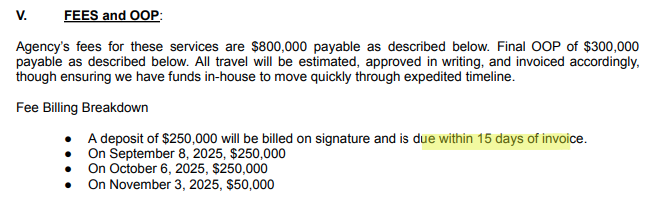 V. FEES and OOP:
Agency's fees for these services are $800,000 payable as described below. Final OOP of $300,000
payable as described below. All travel will be estimated, approved in writing, and invoiced accordingly,
though ensuring we have funds in-house to move quickly through expedited timeline.
Fee Billing Breakdown
● A deposit of $250,000 will be billed on signature and is due within 15 days of invoice.
● On September 8, 2025, $250,000
● On October 6, 2025, $250,000
● On November 3, 2025, $50,000